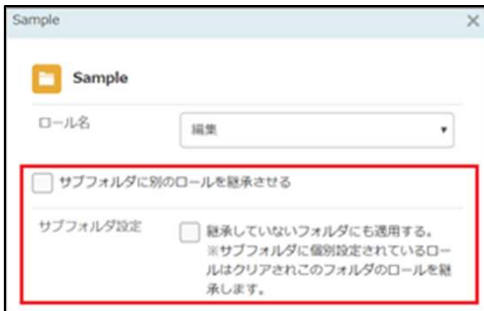 Sample
Sample
ロール名
編集
サブフォルダに別のロールを継承させる
サブフォルダ設定
継承していないフォルダにも適用する。
※サブフォルダに個別設定されているロー
ルはクリアされこのフォルダのロールを継
承します。